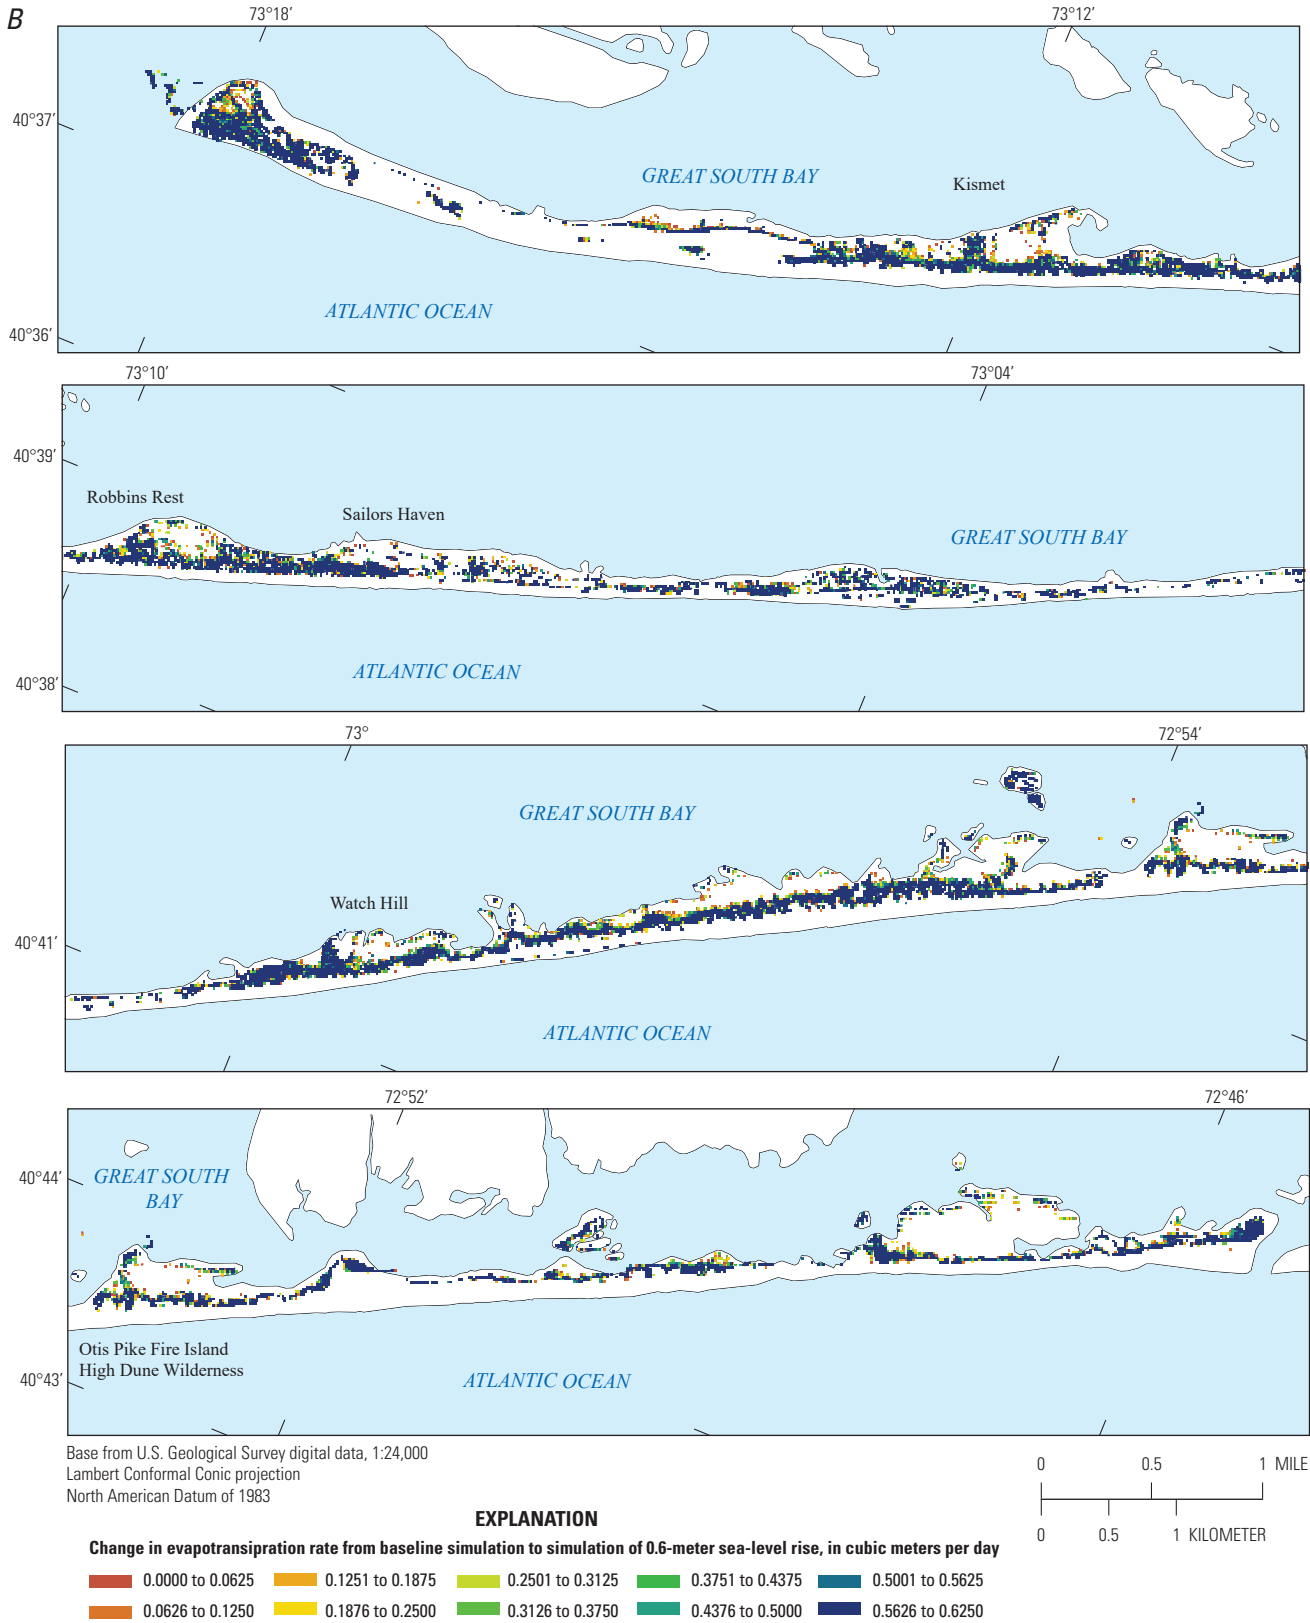 B
73°18′ 73°12′
40°37′
GREAT SOUTH BAY
Kismet
ATLANTIC OCEAN
40°36′
73°10′ 73°04′
40°39′
Robbins Rest
Sailors Haven
GREAT SOUTH BAY
ATLANTIC OCEAN
40°38′
73° 72°54′
GREAT SOUTH BAY
Watch Hill
40°41′
ATLANTIC OCEAN
72°52′ 72°46′
40°44′
GREAT SOUTH
BAY
Otis Pike Fire Island
High Dune Wilderness
40°43′
ATLANTIC OCEAN
Base from U.S. Geological Survey digital data, 1:24,000
Lambert Conformal Conic projection
North American Datum of 1983
0 0.5 1 MILE
0 0.5 1 KILOMETER
EXPLANATION
Change in evapotransipration rate from baseline simulation to simulation of 0.6-meter sea-level rise, in cubic meters per day
0.0000 to 0.0625 0.1251 to 0.1875 0.2501 to 0.3125 0.3751 to 0.4375 0.5001 to 0.5625
0.0626 to 0.1250 0.1876 to 0.2500 0.3126 to 0.3750 0.4376 to 0.5000 0.5626 to 0.6250